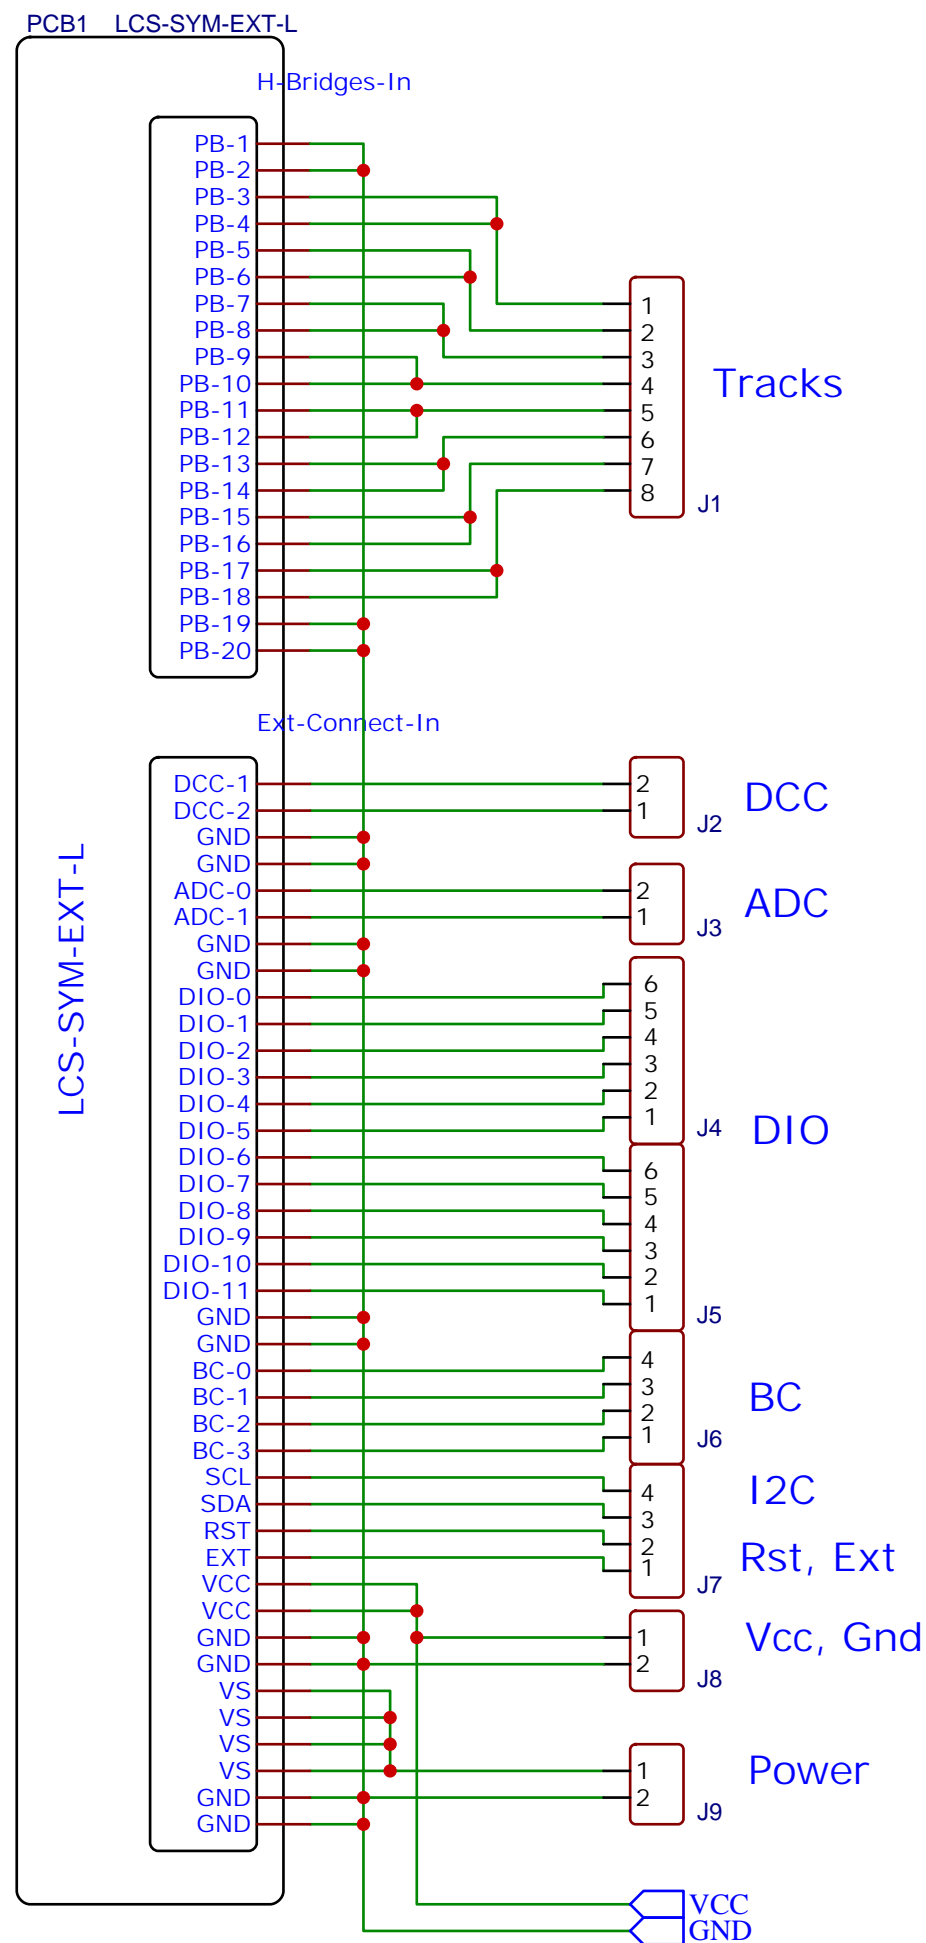 PCB1 LCS-SYM-EXT-L
H-Bridges-In
PB-1
PB-2
PB-3
PB-4
PB-5
PB-6
PB-7
PB-8
PB-9
PB-10
PB-11
PB-12
PB-13
PB-14
PB-15
PB-16
PB-17
PB-18
PB-19
PB-20
1
2
3
4
5
6
7
8
J1
Tracks
Ext-Connect-In
LCS-SYM-EXT-L
DCC-1
DCC-2
GND
GND
ADC-0
ADC-1
GND
GND
DIO-0
DIO-1
DIO-2
DIO-3
DIO-4
DIO-5
DIO-6
DIO-7
DIO-8
DIO-9
DIO-10
DIO-11
GND
GND
BC-0
BC-1
BC-2
BC-3
SCL
SDA
RST
EXT
VCC
VCC
GND
GND
VS
VS
VS
VS
GND
GND
2
1
J2
DCC
2
1
J3
ADC
6
5
4
3
2
1
J4
DIO
6
5
4
3
2
1
J5
4
3
2
1
J6
BC
4
3
2
1
J7
I2C
Rst, Ext
1
2
J8
Vcc, Gnd
1
2
J9
Power
VCC
GND